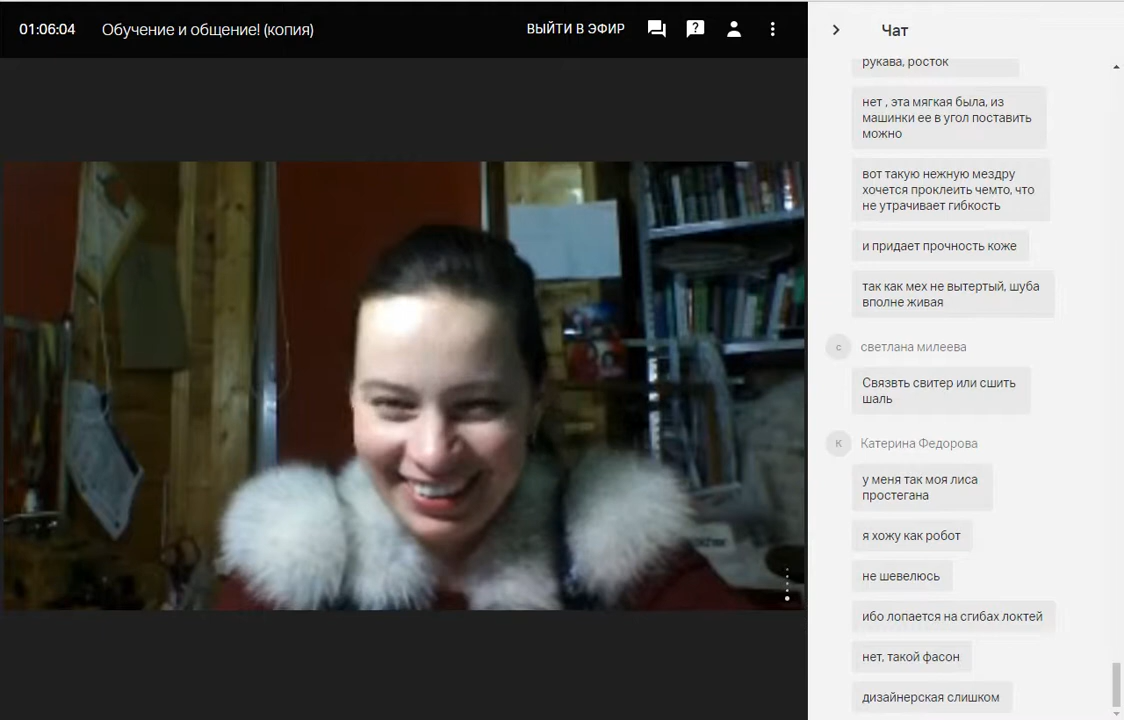 01:06:04
Обучение и общение! (копия)
ВЫЙТИ В ЭФИР
Чат
рукава, росток
нет , эта мягкая была, из
машинки ее в угол поставить
можно
вот такую нежную мездру
хочется проклеить чемто, что
не утрачивает гибкость
и придает прочность коже
так как мех не вытертый, шуба
вполне живая
с
светлана милеева
Связвть свитер или сшить
шаль
К
Катерина Федорова
у меня так моя лиса
простегана
я хожу как робот
не шевелюсь
ибо лопается на сгибах локтей
нет, такой фасон
дизайнерская слишком